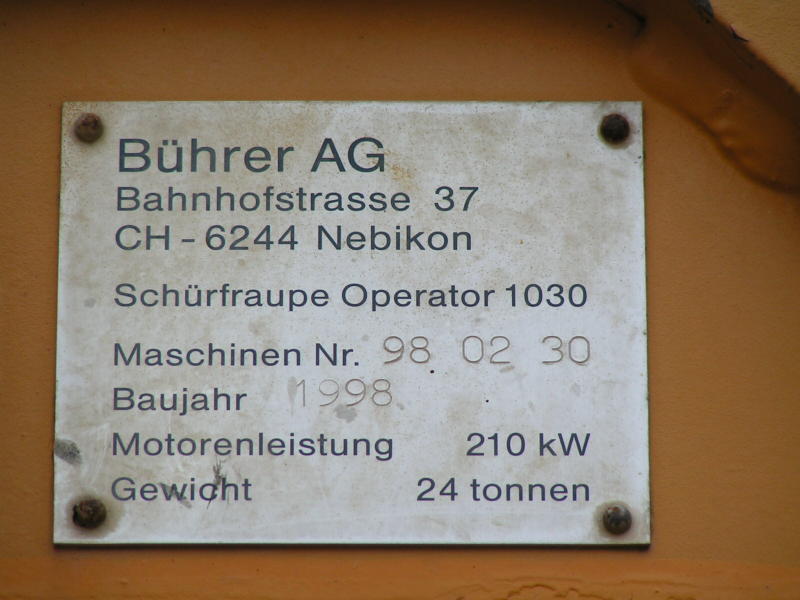 Bührer AG
Bahnhofstrasse 37
CH - 6244 Nebikon
Schürfraupe Operator 1030
Maschinen Nr. 98 02 30
Baujahr 1998
Motorenleistung 210 kW
Gewicht 24 tonnen